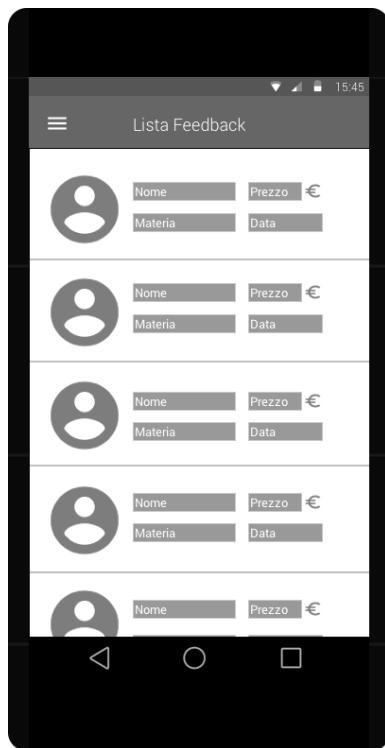 15:45
Lista Feedback
Nome Prezzo €
Materia Data
Nome Prezzo €
Materia Data
Nome Prezzo €
Materia Data
Nome Prezzo €
Materia Data
Nome Prezzo €